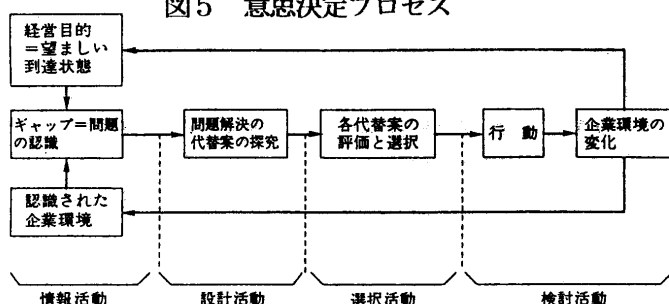 図5 意思決定プロセス
経営目的
=望ましい
到達状態
ギャップ=問題
の認識
認識された
企業環境
問題解決の
代替案の探究
各代替案の
評価と選択
行 動
企業環境の
変化
情報活動
設計活動
選択活動
検討活動